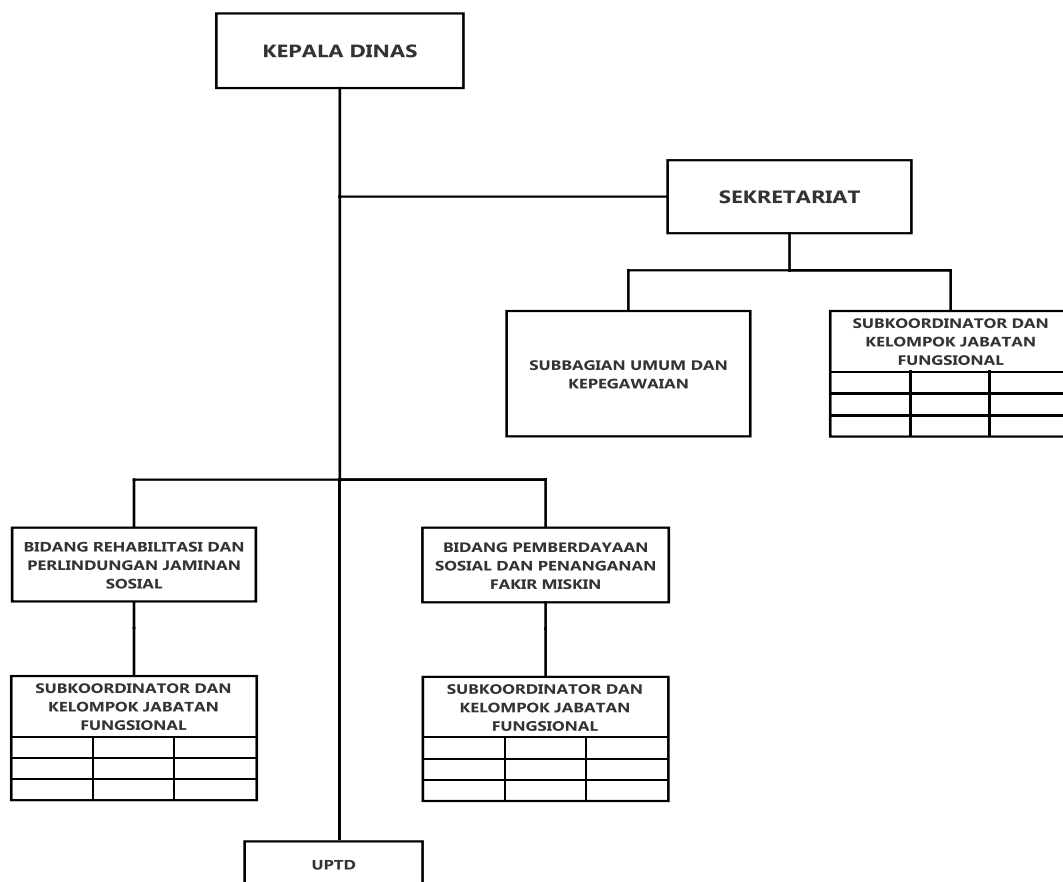 KEPALA DINAS
SEKRETARIAT
SUBBAGIAN UMUM DAN
KEPEGAWAIAN
SUBKOORDINATOR DAN
KELOMPOK JABATAN
FUNGSIONAL
BIDANG REHABILITASI DAN
PERLINDUNGAN JAMINAN
SOSIAL
BIDANG PEMBERDAYAAN
SOSIAL DAN PENANGANAN
FAKIR MISKIN
SUBKOORDINATOR DAN
KELOMPOK JABATAN
FUNGSIONAL
SUBKOORDINATOR DAN
KELOMPOK JABATAN
FUNGSIONAL
UPTD